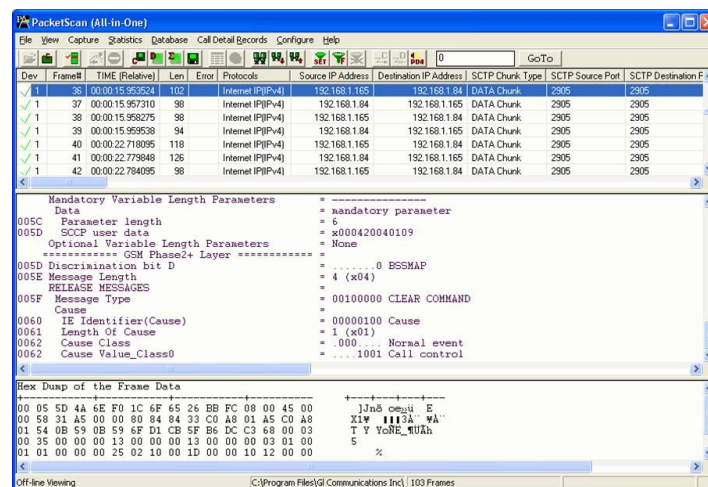 PacketScan (All-in-One)
File View Capture Statistics Database Call Detail Records Configure Help
SET PDA 0 GoTo
Dev Frame# TIME (Relative) Len Error Protocols Source IP Address Destination IP Address SCTP Chunk Type SCTP Source Port SCTP Destination F
1 36 00:00:15.953524 102 Internet IP(IPv4) 192.168.1.165 192.168.1.84 DATA Chunk 2905 2905
1 37 00:00:15.957310 98 Internet IP(IPv4) 192.168.1.84 192.168.1.165 DATA Chunk 2905 2905
1 38 00:00:15.958275 98 Internet IP(IPv4) 192.168.1.165 192.168.1.84 DATA Chunk 2905 2905
1 39 00:00:15.959538 94 Internet IP(IPv4) 192.168.1.84 192.168.1.165 DATA Chunk 2905 2905
1 40 00:00:22.718095 118 Internet IP(IPv4) 192.168.1.165 192.168.1.84 DATA Chunk 2905 2905
1 41 00:00:22.779848 126 Internet IP(IPv4) 192.168.1.84 192.168.1.165 DATA Chunk 2905 2905
1 42 00:00:22.784095 98 Internet IP(IPv4) 192.168.1.165 192.168.1.84 DATA Chunk 2905 2905
Mandatory Variable Length Parameters = ---------------
Data = mandatory parameter
005C Parameter length = 6
005D SCCP user data = x000420040109
Optional Variable Length Parameters = None
============ GSM Phase2+ Layer ============ =
005D Discrimination bit D = .......0 BSSMAP
005E Message Length = 4 (x04)
RELEASE MESSAGES =
005F Message Type = 00100000 CLEAR COMMAND
Cause =
0060 IE Identifier(Cause) = 00000100 Cause
0061 Length Of Cause = 1 (x01)
0062 Cause Class = .000.... Normal event
0062 Cause Value_Class0 = ....1001 Call control
Hex Dump of the Frame Data
00 05 5D 4A 6E F0 1C 6F 65 26 BB FC 08 00 45 00
00 58 31 A5 00 00 80 84 84 33 C0 A8 01 A5 C0 A8
01 54 0B 59 0B 59 6F D1 CB 5F B6 DC C3 68 00 03
00 35 00 00 00 13 00 00 00 13 00 00 00 03 01 00 5
01 01 00 00 00 25 02 10 00 1D 00 00 10 12 00 00 %
Off-line Viewing C:\Program Files\Gl Communications Inc\ 103 Frames